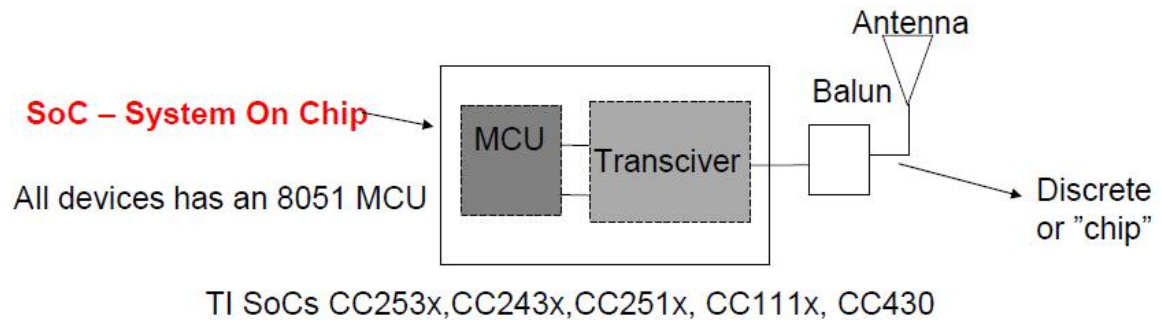 Antenna
Balun
SoC – System On Chip
MCU
Transciver
All devices has an 8051 MCU
Discrete
or ”chip”
TI SoCs CC253x,CC243x,CC251x, CC111x, CC430